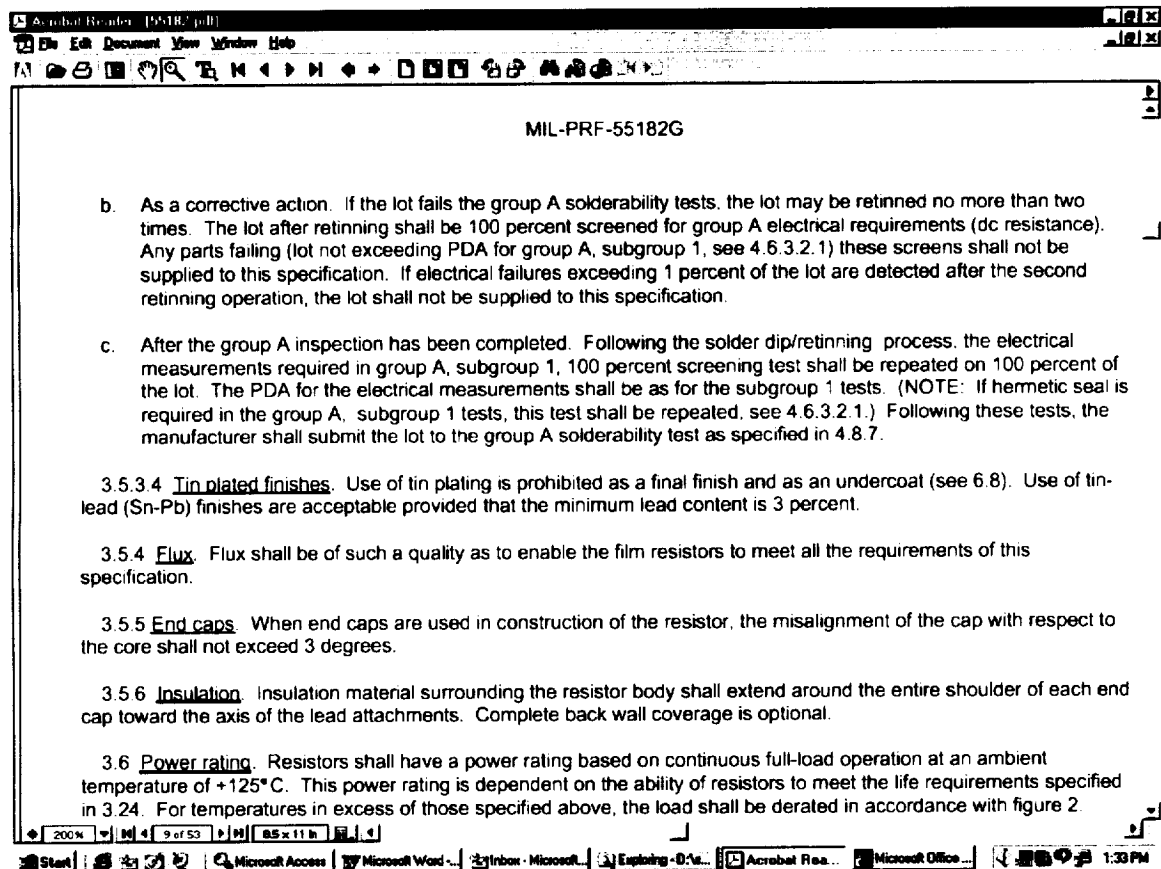 Acrobat Reader - [55182.pdf]
File Edit Document View Window Help
MIL-PRF-55182G
b. As a corrective action. If the lot fails the group A solderability tests, the lot may be retinned no more than two
times. The lot after retinning shall be 100 percent screened for group A electrical requirements (dc resistance).
Any parts failing (lot not exceeding PDA for group A, subgroup 1, see 4.6.3.2.1) these screens shall not be
supplied to this specification. If electrical failures exceeding 1 percent of the lot are detected after the second
retinning operation, the lot shall not be supplied to this specification.
c. After the group A inspection has been completed. Following the solder dip/retinning process, the electrical
measurements required in group A, subgroup 1, 100 percent screening test shall be repeated on 100 percent of
the lot. The PDA for the electrical measurements shall be as for the subgroup 1 tests. (NOTE: If hermetic seal is
required in the group A, subgroup 1 tests, this test shall be repeated, see 4.6.3.2.1.) Following these tests, the
manufacturer shall submit the lot to the group A solderability test as specified in 4.8.7.
3.5.3.4 Tin plated finishes. Use of tin plating is prohibited as a final finish and as an undercoat (see 6.8). Use of tin-
lead (Sn-Pb) finishes are acceptable provided that the minimum lead content is 3 percent.
3.5.4 Flux. Flux shall be of such a quality as to enable the film resistors to meet all the requirements of this
specification.
3.5.5 End caps. When end caps are used in construction of the resistor, the misalignment of the cap with respect to
the core shall not exceed 3 degrees.
3.5.6 Insulation. Insulation material surrounding the resistor body shall extend around the entire shoulder of each end
cap toward the axis of the lead attachments. Complete back wall coverage is optional.
3.6 Power rating. Resistors shall have a power rating based on continuous full-load operation at an ambient
temperature of +125°C. This power rating is dependent on the ability of resistors to meet the life requirements specified
in 3.24. For temperatures in excess of those specified above, the load shall be derated in accordance with figure 2.
200% 9 of 53 8.5 x 11 in
Start Microsoft Access Microsoft Word -... Inbox - Microsoft... Exploring - D:\... Acrobat Rea... Microsoft Office ... 1:33 PM